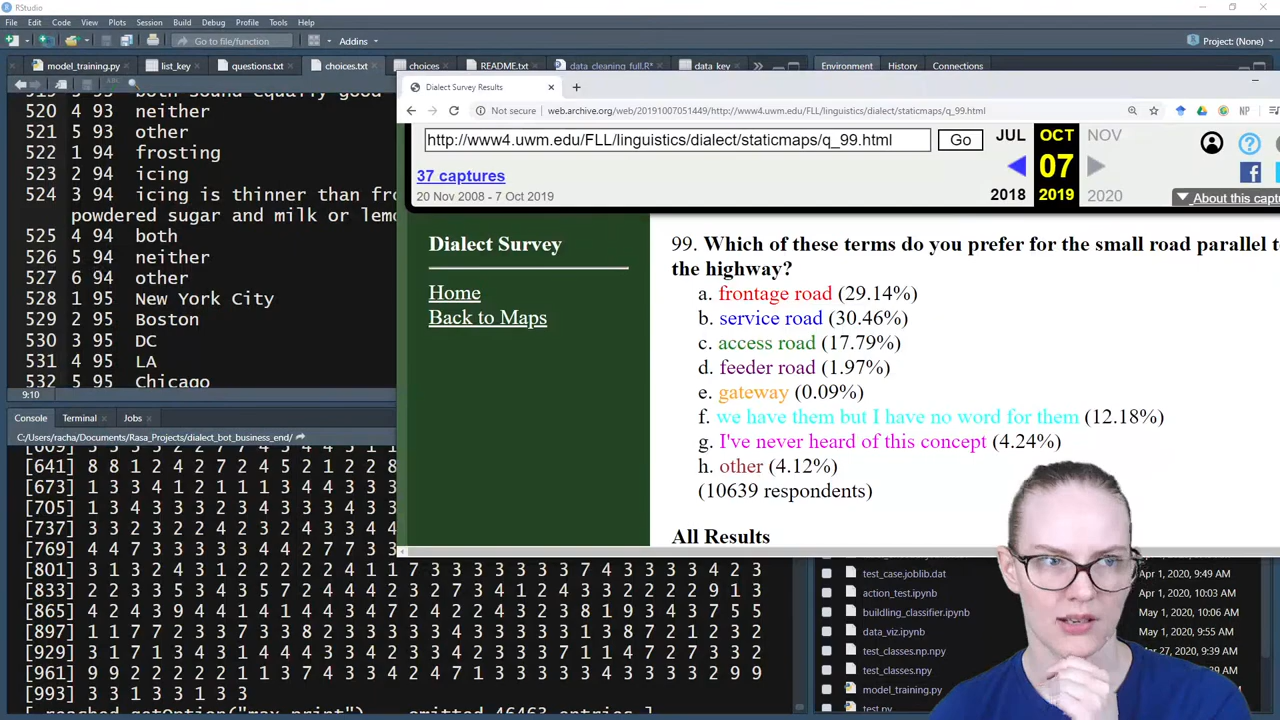 RStudio
File Edit Code View Plots Session Build Debug Profile Tools Help
Go to file/function Addins Project: (None)
model_training.py list_key questions.txt choices.txt choices README.txt data_cleaning_full.R* data_key Environment History Connections
520 4 93 neither
521 5 93 other
522 1 94 frosting
523 2 94 icing
524 3 94 icing is thinner than fro
powdered sugar and milk or lemo
525 4 94 both
526 5 94 neither
527 6 94 other
528 1 95 New York City
529 2 95 Boston
530 3 95 DC
531 4 95 LA
532 5 95 Chicago
9:10
Console Terminal Jobs
C:/Users/racha/Documents/Rasa_Projects/dialect_bot_business_end/
[641] 8 8 1 2 4 2 7 2 4 5 2 1 2 2 8
[673] 1 3 3 4 1 2 1 1 1 3 4 4 3 3 3
[705] 1 3 4 3 3 3 2 2 1 2 2 3 3 1 2
[737] 3 3 2 3 2 4 3 2 1 2 3 4 3 4 4
[769] 4 4 7 3 3 3 3 3 4 4 2 7 7 3 3
[801] 3 1 3 2 4 3 1 2 2 2 2 2 4 1 1 7 3 3 3 3 3 3 3 7 4 3 3 3 4 2 3
[833] 2 2 3 5 3 4 3 5 7 2 4 4 4 2 3 2 7 3 4 1 2 4 3 2 3 2 2 2 9 1 3
[865] 4 2 4 3 9 4 4 1 4 1 4 4 3 4 7 2 4 2 2 4 3 2 3 8 1 9 3 4 3 5 5
[897] 1 1 7 7 2 3 3 7 3 3 8 2 3 3 3 3 4 3 3 3 3 3 1 3 8 7 2 1 2 3 2
[929] 3 1 7 1 3 4 3 1 4 4 4 3 3 4 2 3 3 4 2 3 3 3 7 1 1 4 7 1 2 3 2
[961] 9 9 2 2 2 2 2 1 1 3 7 4 3 3 4 2 4 7 1 3 3 3 3 2 4 3 3 3 2 9 9
[993] 3 3 1 3 3 1 3 3
Dialect Survey Results
Not secure web.archive.org/web/20191007051449/http://www4.uwm.edu/FLL/linguistics/dialect/staticmaps/q_99.html
http://www4.uwm.edu/FLL/linguistics/dialect/staticmaps/q_99.html Go
JUL OCT NOV
07
2018 2019 2020
37 captures
20 Nov 2008 - 7 Oct 2019
About this capt
Dialect Survey
Home
Back to Maps
99. Which of these terms do you prefer for the small road parallel to
the highway?
a. frontage road (29.14%)
b. service road (30.46%)
c. access road (17.79%)
d. feeder road (1.97%)
e. gateway (0.09%)
f. we have them but I have no word for them (12.18%)
g. I've never heard of this concept (4.24%)
h. other (4.12%)
(10639 respondents)
All Results
test_case.joblib.dat Apr 1, 2020, 9:49 AM
action_test.ipynb Apr 1, 2020, 10:03 AM
buildling_classifier.ipynb May 1, 2020, 10:06 AM
data_viz.ipynb May 1, 2020, 9:55 AM
test_classes.np.npy
test_classes.npy
model_training.py
test.py